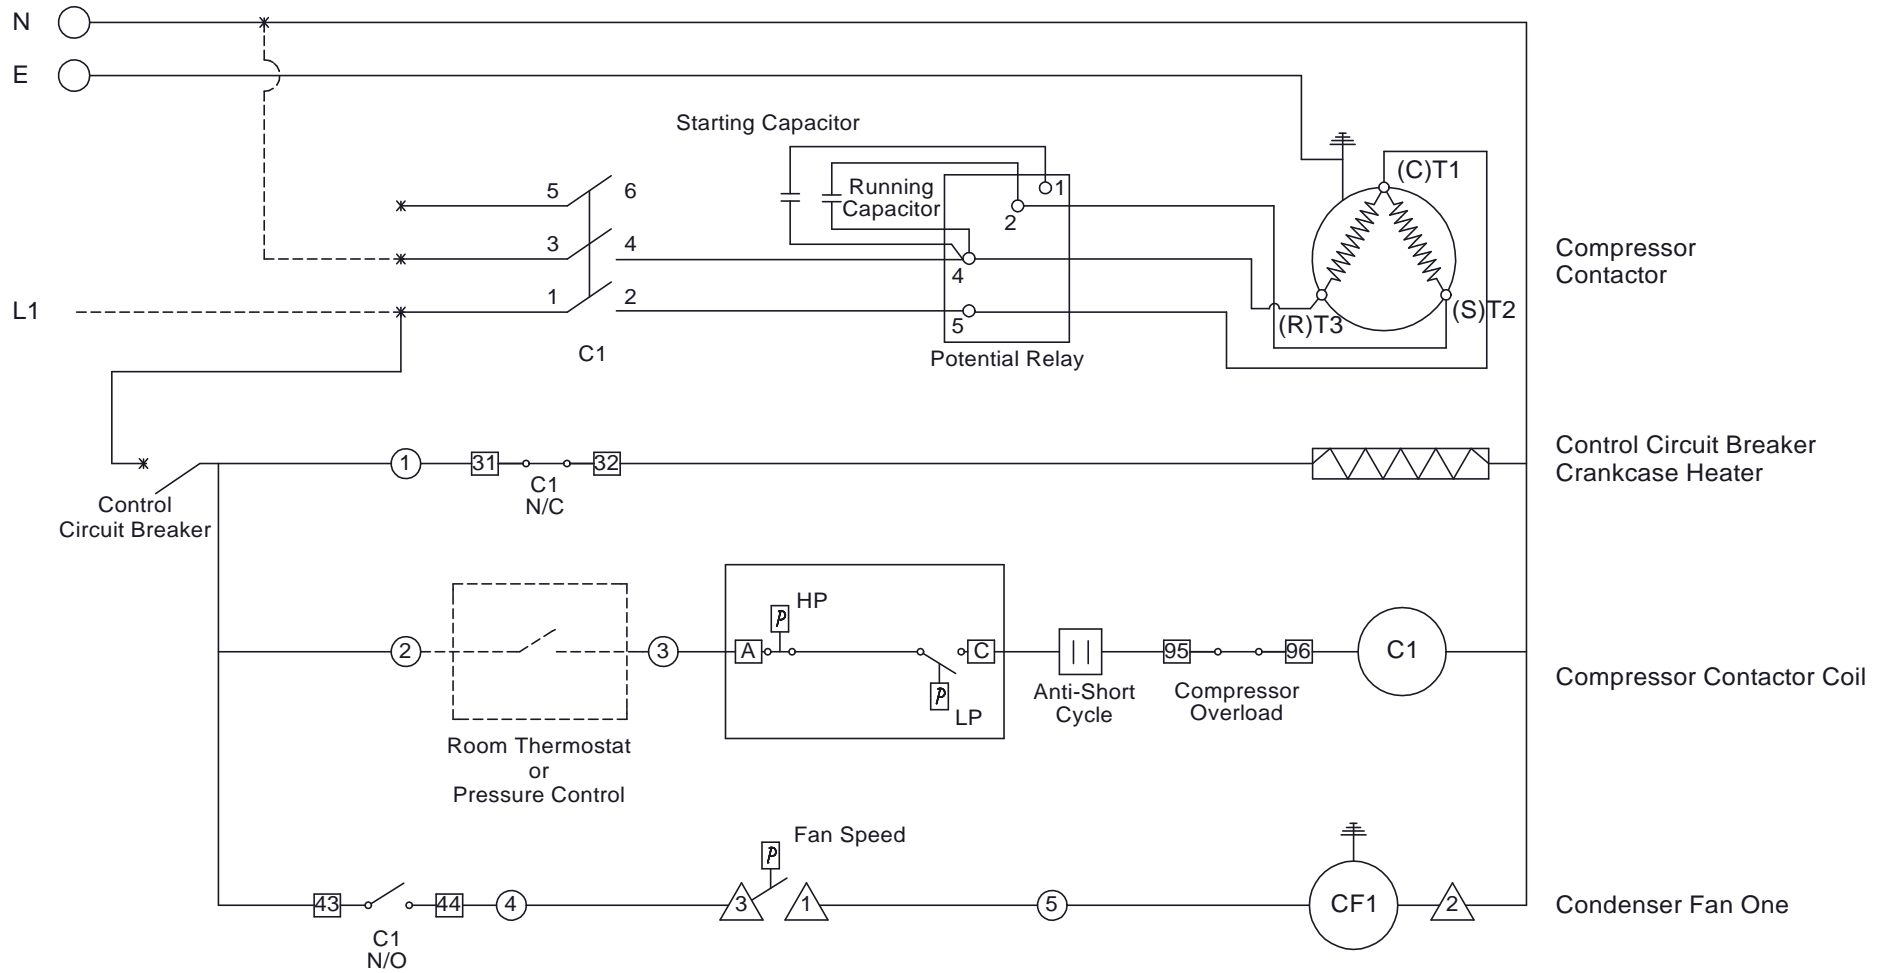 N
E
Starting Capacitor
5 6
Running
Capacitor
1
2
(C)T1
3 4
4
Compressor
Contactor
L1
1 2
5
(R)T3
(S)T2
C1
Potential Relay
Control
Circuit Breaker
1
31
32
C1
N/C
Control Circuit Breaker
Crankcase Heater
2
3
HP
A
C
P
P
LP
Anti-Short
Cycle
95
96
Compressor
Overload
C1
Compressor Contactor Coil
Room Thermostat
or
Pressure Control
Fan Speed
P
43
44
4
3
1
5
CF1
2
Condenser Fan One
C1
N/O